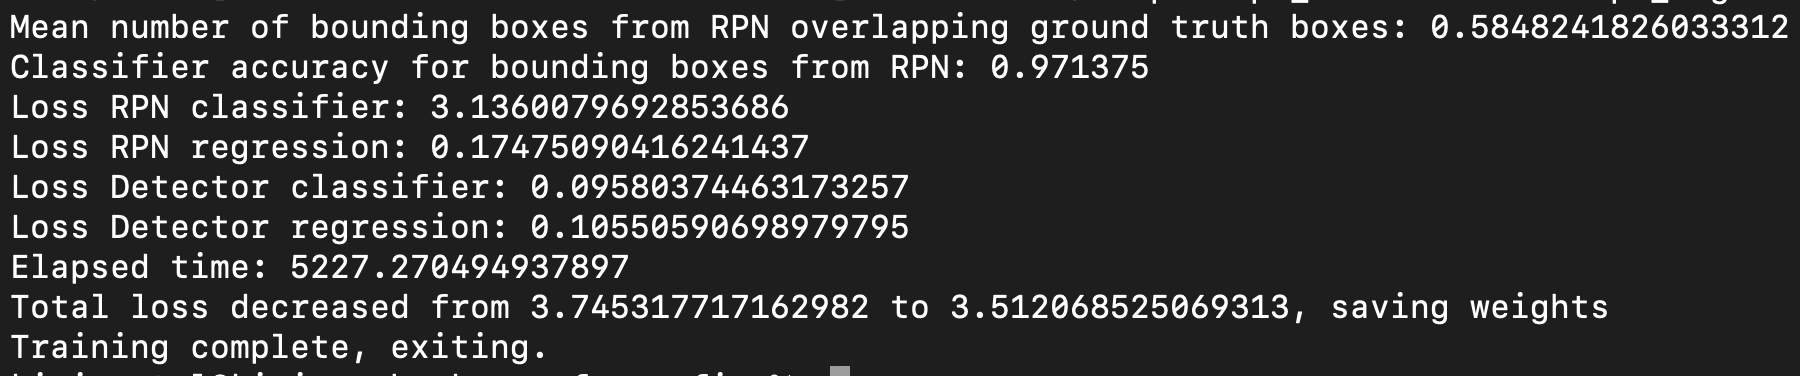 Mean number of bounding boxes from RPN overlapping ground truth boxes: 0.5848241826033312
Classifier accuracy for bounding boxes from RPN: 0.971375
Loss RPN classifier: 3.1360079692853686
Loss RPN regression: 0.17475090416241437
Loss Detector classifier: 0.09580374463173257
Loss Detector regression: 0.10550590698979795
Elapsed time: 5227.270494937897
Total loss decreased from 3.745317717162982 to 3.512068525069313, saving weights
Training complete, exiting.